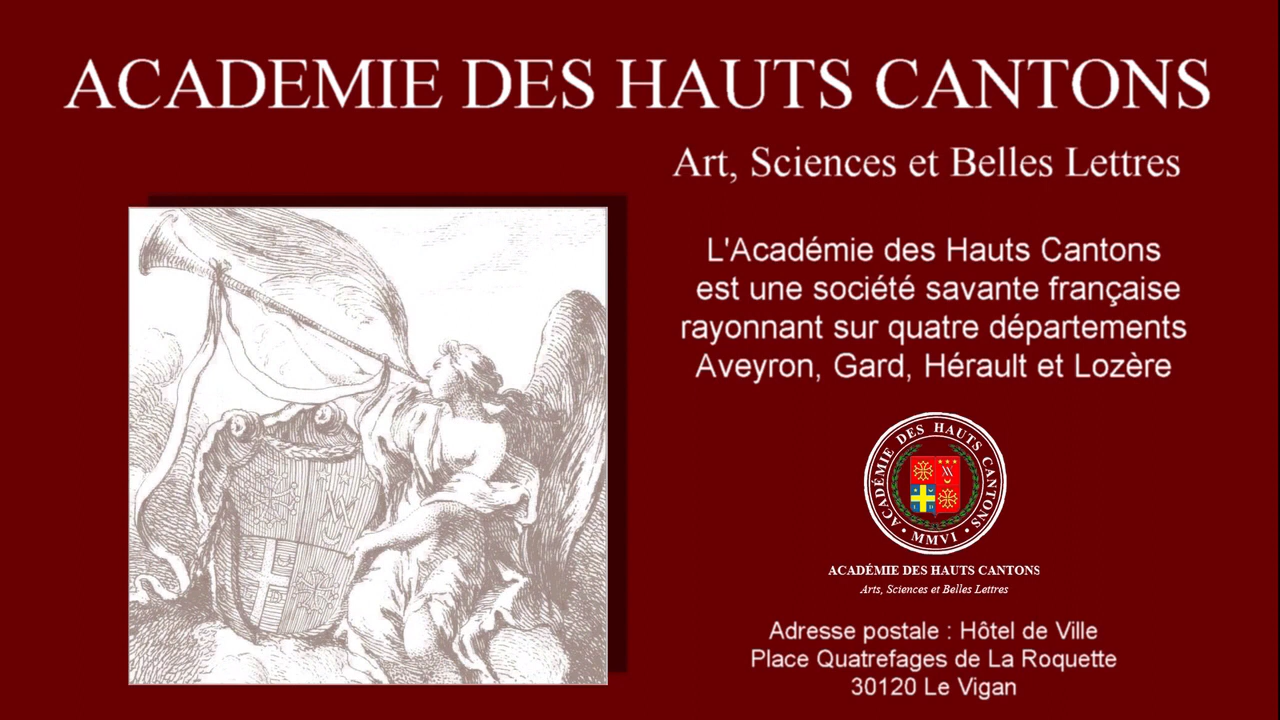 ACADEMIE DES HAUTS CANTONS
Art, Sciences et Belles Lettres
L'Académie des Hauts Cantons
est une société savante française
rayonnant sur quatre départements
Aveyron, Gard, Hérault et Lozère
ACADÉMIE DES HAUTS CANTONS
• MMVI •
ACADÉMIE DES HAUTS CANTONS
Arts, Sciences et Belles Lettres
Adresse postale : Hôtel de Ville
Place Quatrefages de La Roquette
30120 Le Vigan